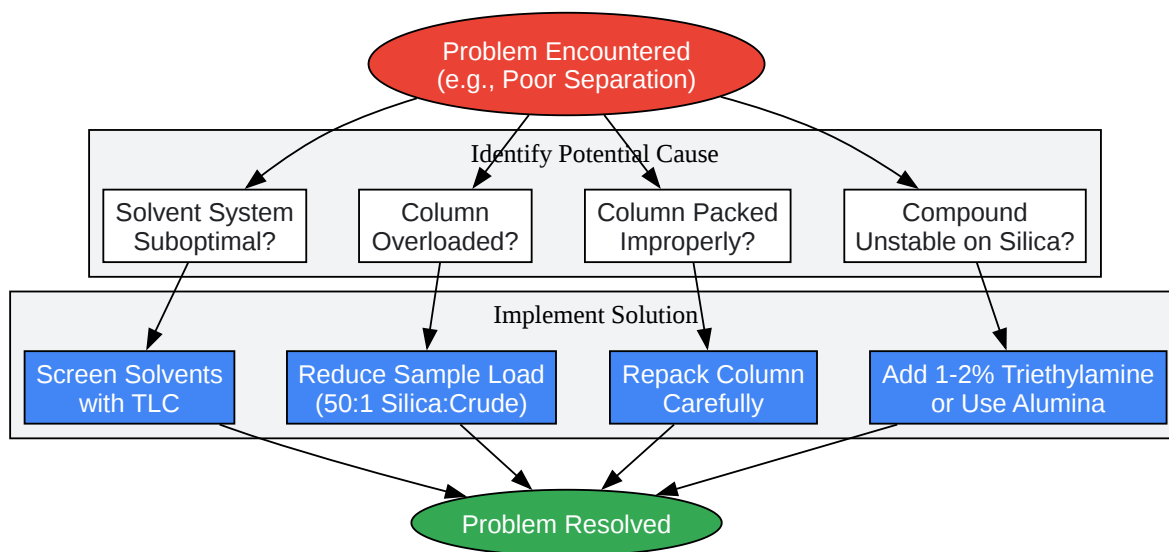 Problem Encountered
(e.g., Poor Separation)
Identify Potential Cause
Solvent System
Suboptimal?
Column
Overloaded?
Column Packed
Improperly?
Compound
Unstable on Silica?
Implement Solution
Screen Solvents
with TLC
Reduce Sample Load
(50:1 Silica:Crude)
Repack Column
Carefully
Add 1-2% Triethylamine
or Use Alumina
Problem Resolved